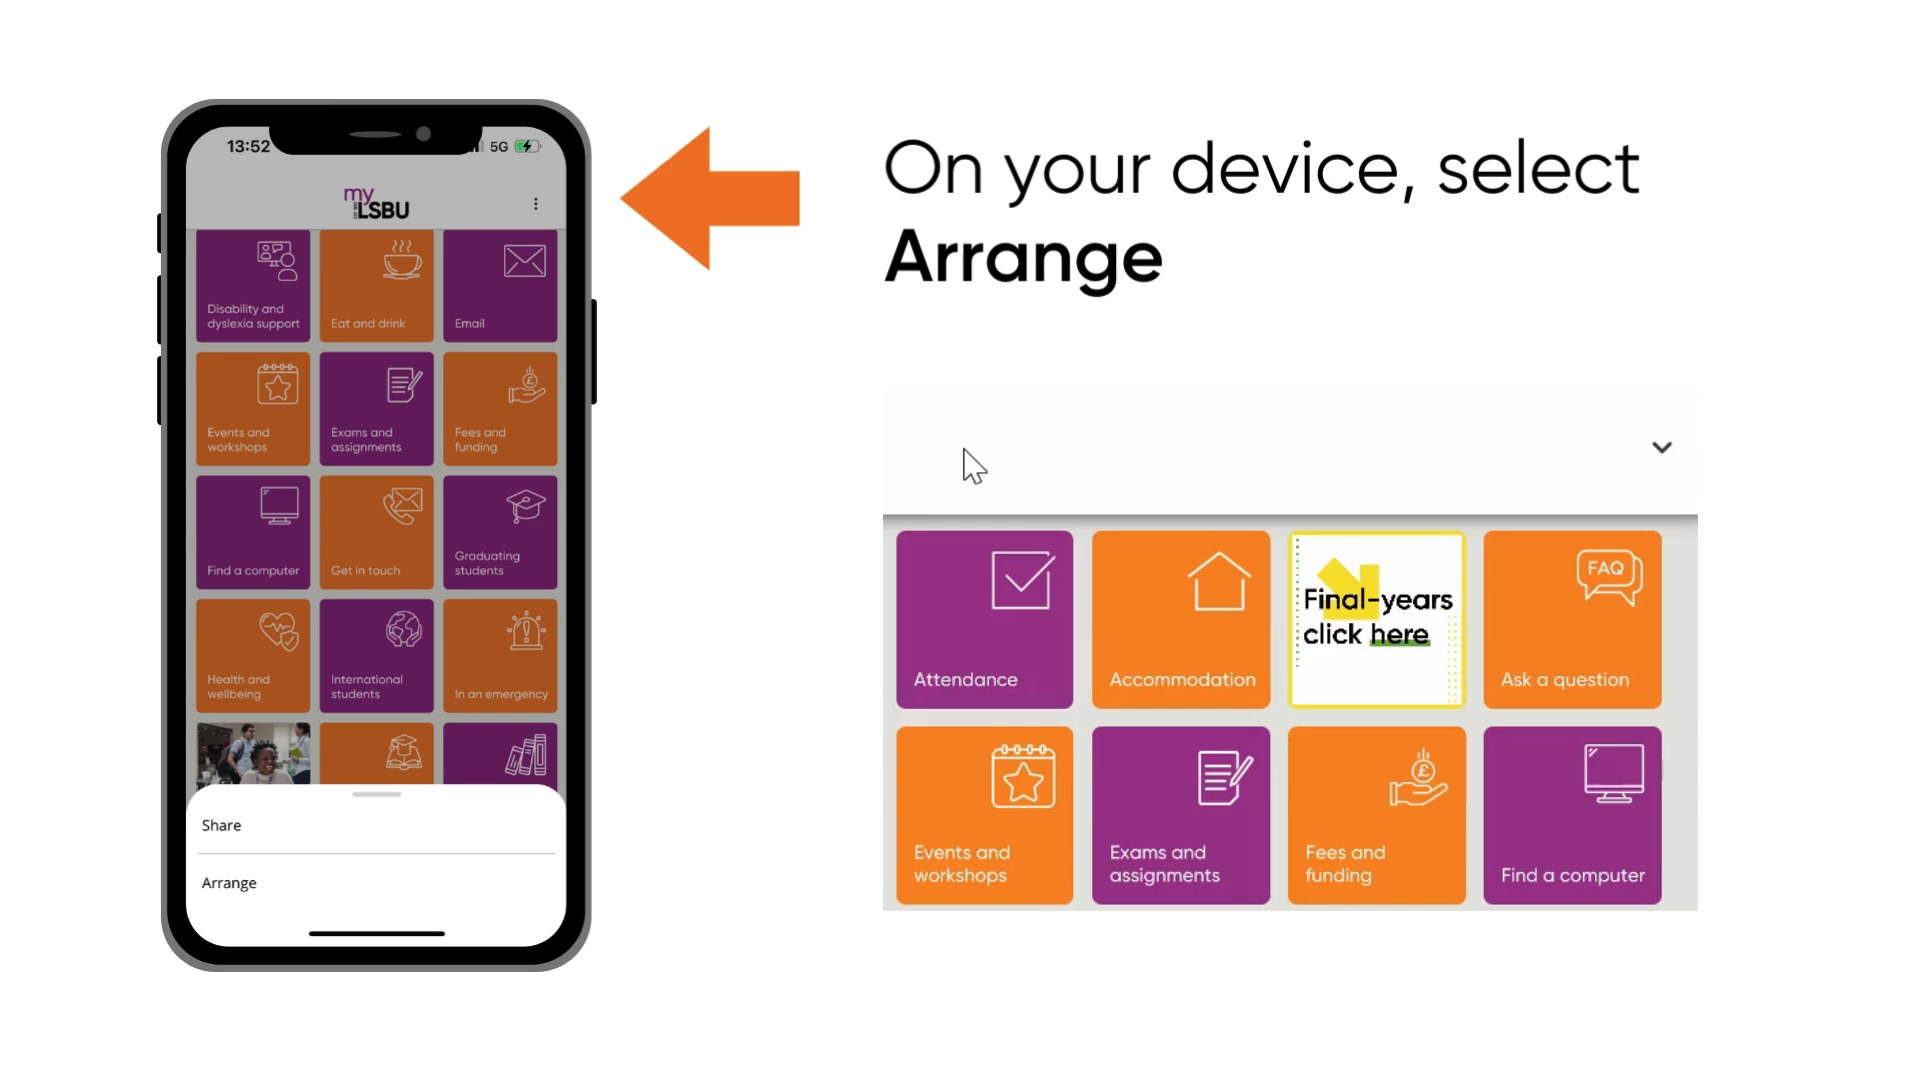 13:52
5G
my
LSBU
Disability and
dyslexia support
Eat and drink
Email
Events and
workshops
Exams and
assignments
Fees and
funding
Find a computer
Get in touch
Graduating
students
Health and
wellbeing
International
students
In an emergency
Share
Arrange
On your device, select
Arrange
Attendance
Accommodation
Final-years
click here
FAQ
Ask a question
Events and
workshops
Exams and
assignments
£
Fees and
funding
Find a computer